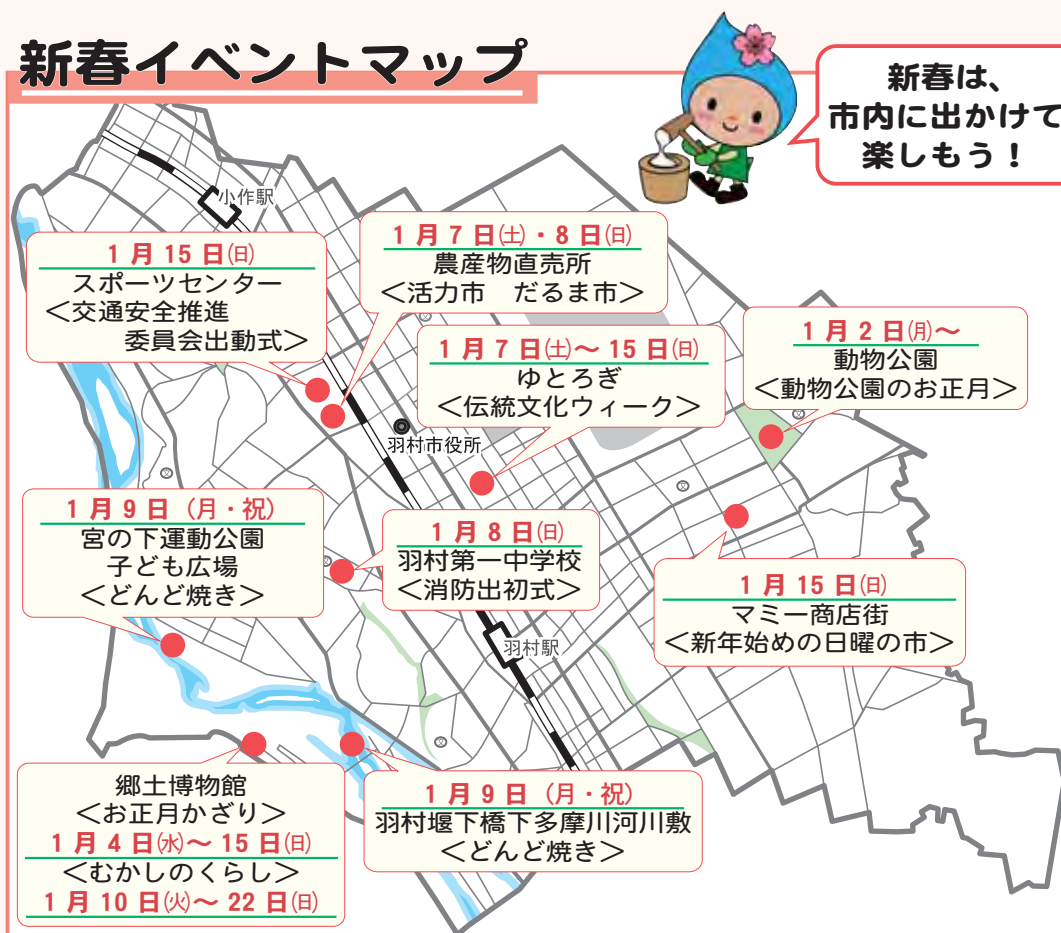 新春イベントマップ
新春は、
市内に出かけて
楽しもう！
小作駅
1月15日(日)
スポーツセンター
<交通安全推進
委員会出動式>
1月7日(土)・8日(日)
農産物直売所
<活力市　だるま市>
1月7日(土)～15日(日)
ゆとろぎ
<伝統文化ウィーク>
1月2日(月)～
動物公園
<動物公園のお正月>
羽村市役所
1月9日（月・祝）
宮の下運動公園
子ども広場
<どんど焼き>
1月8日(日)
羽村第一中学校
<消防出初式>
1月15日(日)
マミー商店街
<新年始めの日曜の市>
羽村駅
郷土博物館
<お正月かざり>
1月4日(水)～15日(日)
<むかしのくらし>
1月10日(火)～22日(日)
1月9日（月・祝）
羽村堰下橋下多摩川河川敷
<どんど焼き>